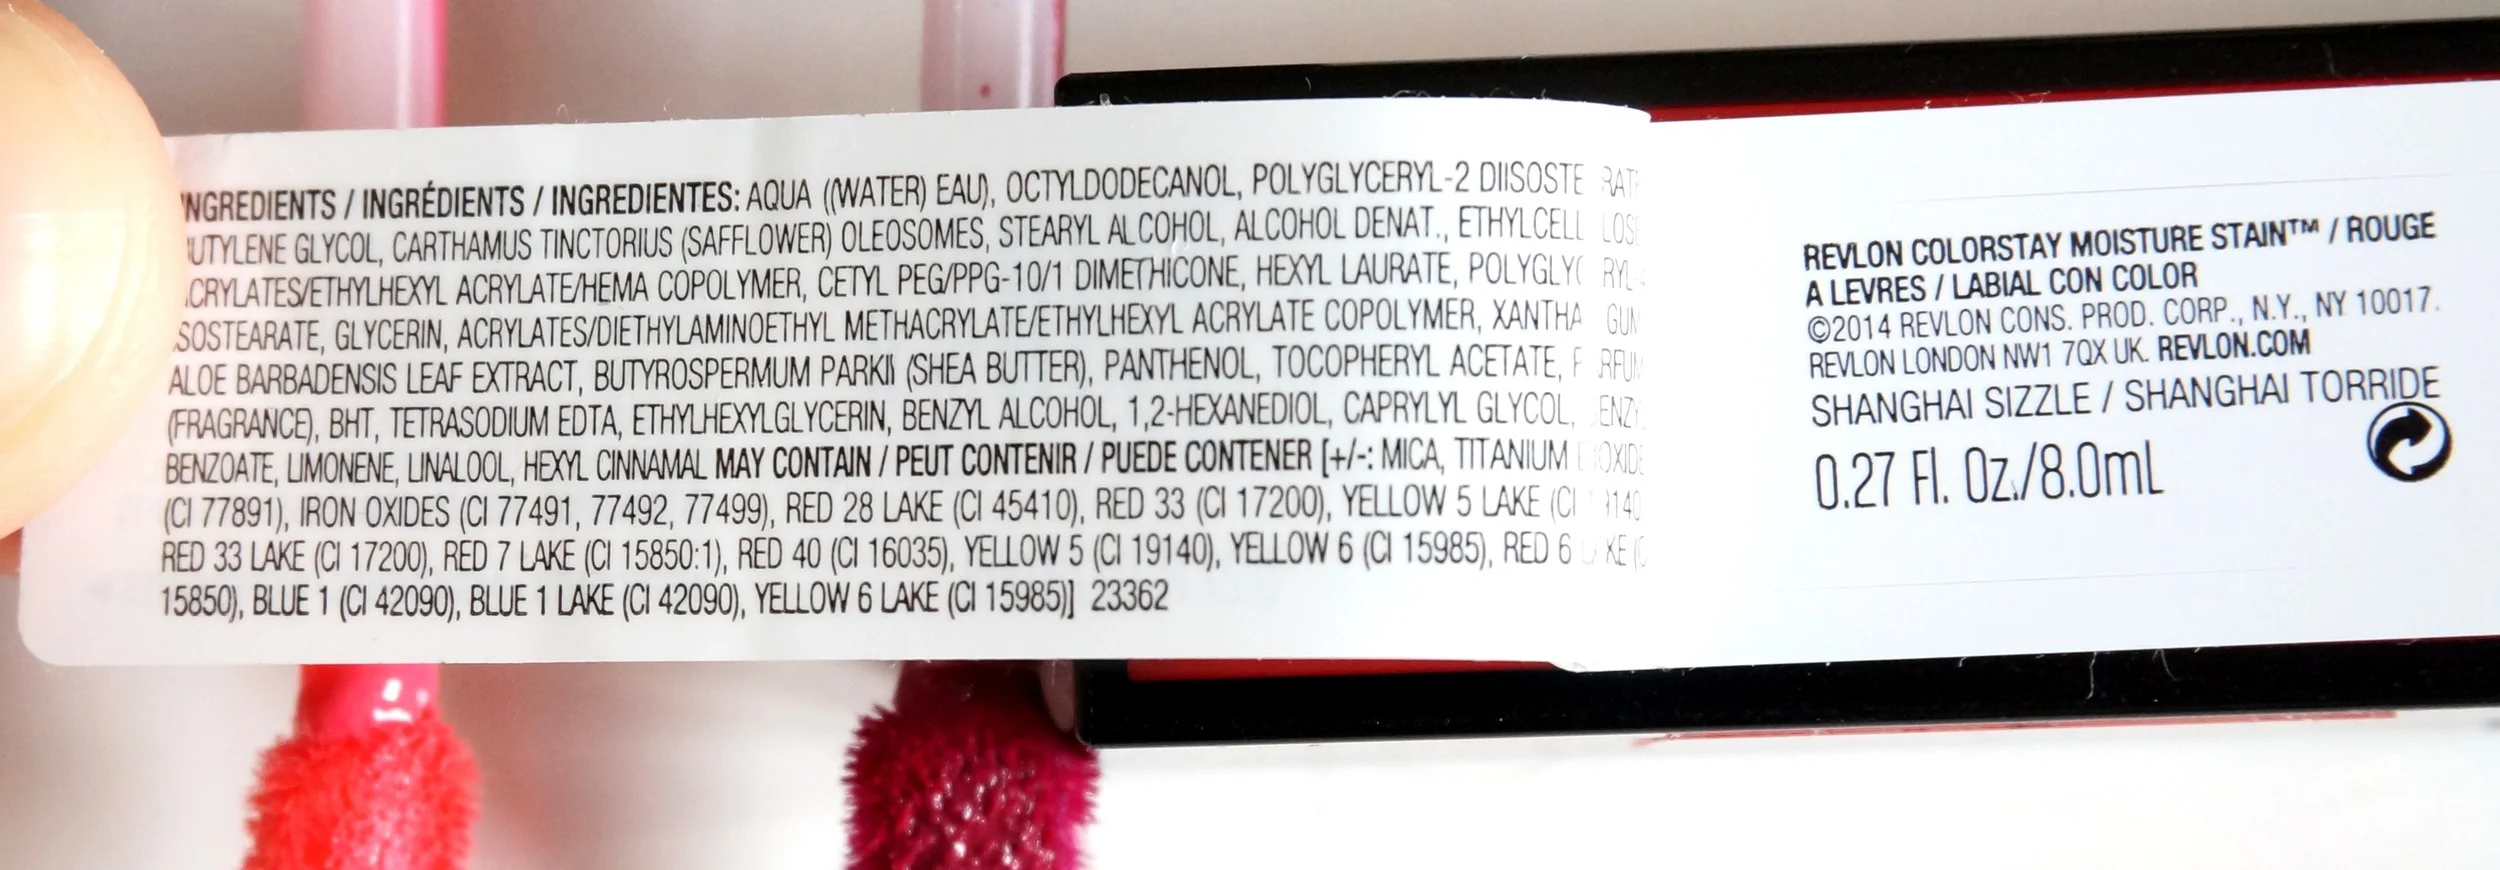 INGREDIENTS / INGRÉDIENTS / INGREDIENTES: AQUA ((WATER) EAU), OCTYLDODECANOL, POLYGLYCERYL-2
GLYCOL, CARTHAMUS TINCTORIUS (SAFFLOWER) OLEOSOMES, STEARYL ALCOHOL, ALCOHOL DENAT.,
ACRYLATES/ETHYLHEXYL ACRYLATE/HEMA COPOLYMER, CETYL PEG/PPG-10/1 DIMETHICONE, HEXYL LAURATE,
ISOSTEARATE, GLYCERIN, ACRYLATES/DIETHYLAMINOETHYL METHACRYLATE/ETHYLHEXYL ACRYLATE COPOLYMER,
ALOE BARBADENSIS LEAF EXTRACT, BUTYROSPERMUM PARKII (SHEA BUTTER), PANTHENOL, TOCOPHERYL ACETATE,
(FRAGRANCE), BHT, TETRASODIUM EDTA, ETHYLHEXYLGLYCERIN, BENZYL ALCOHOL, 1,2-HEXANEDIOL, CAPRYLYL GLYCOL,
BENZOATE, LIMONENE, LINALOOL, HEXYL CINNAMAL MAY CONTAIN / PEUT CONTENIR / PUEDE CONTENER [+/-: MICA, TITANIUM
(CI 77891), IRON OXIDES (CI 77491, 77492, 77499), RED 28 LAKE (CI 45410), RED 33 (CI 17200), YELLOW 5 LAKE (CI
RED 33 LAKE (CI 17200), RED 7 LAKE (CI 15850:1), RED 40 (CI 16035), YELLOW 5 (CI 19140), YELLOW 6 (CI 15985), RED 6
15850), BLUE 1 (CI 42090), BLUE 1 LAKE (CI 42090), YELLOW 6 LAKE (CI 15985)] 23362
REVLON COLORSTAY MOISTURE STAIN™ / ROUGE
A LEVRES / LABIAL CON COLOR
©2014 REVLON CONS. PROD. CORP., N.Y., NY 10017.
REVLON LONDON NW1 7QX UK. REVLON.COM
SHANGHAI SIZZLE / SHANGHAI TORRIDE
0.27 Fl. Oz./8.0mL